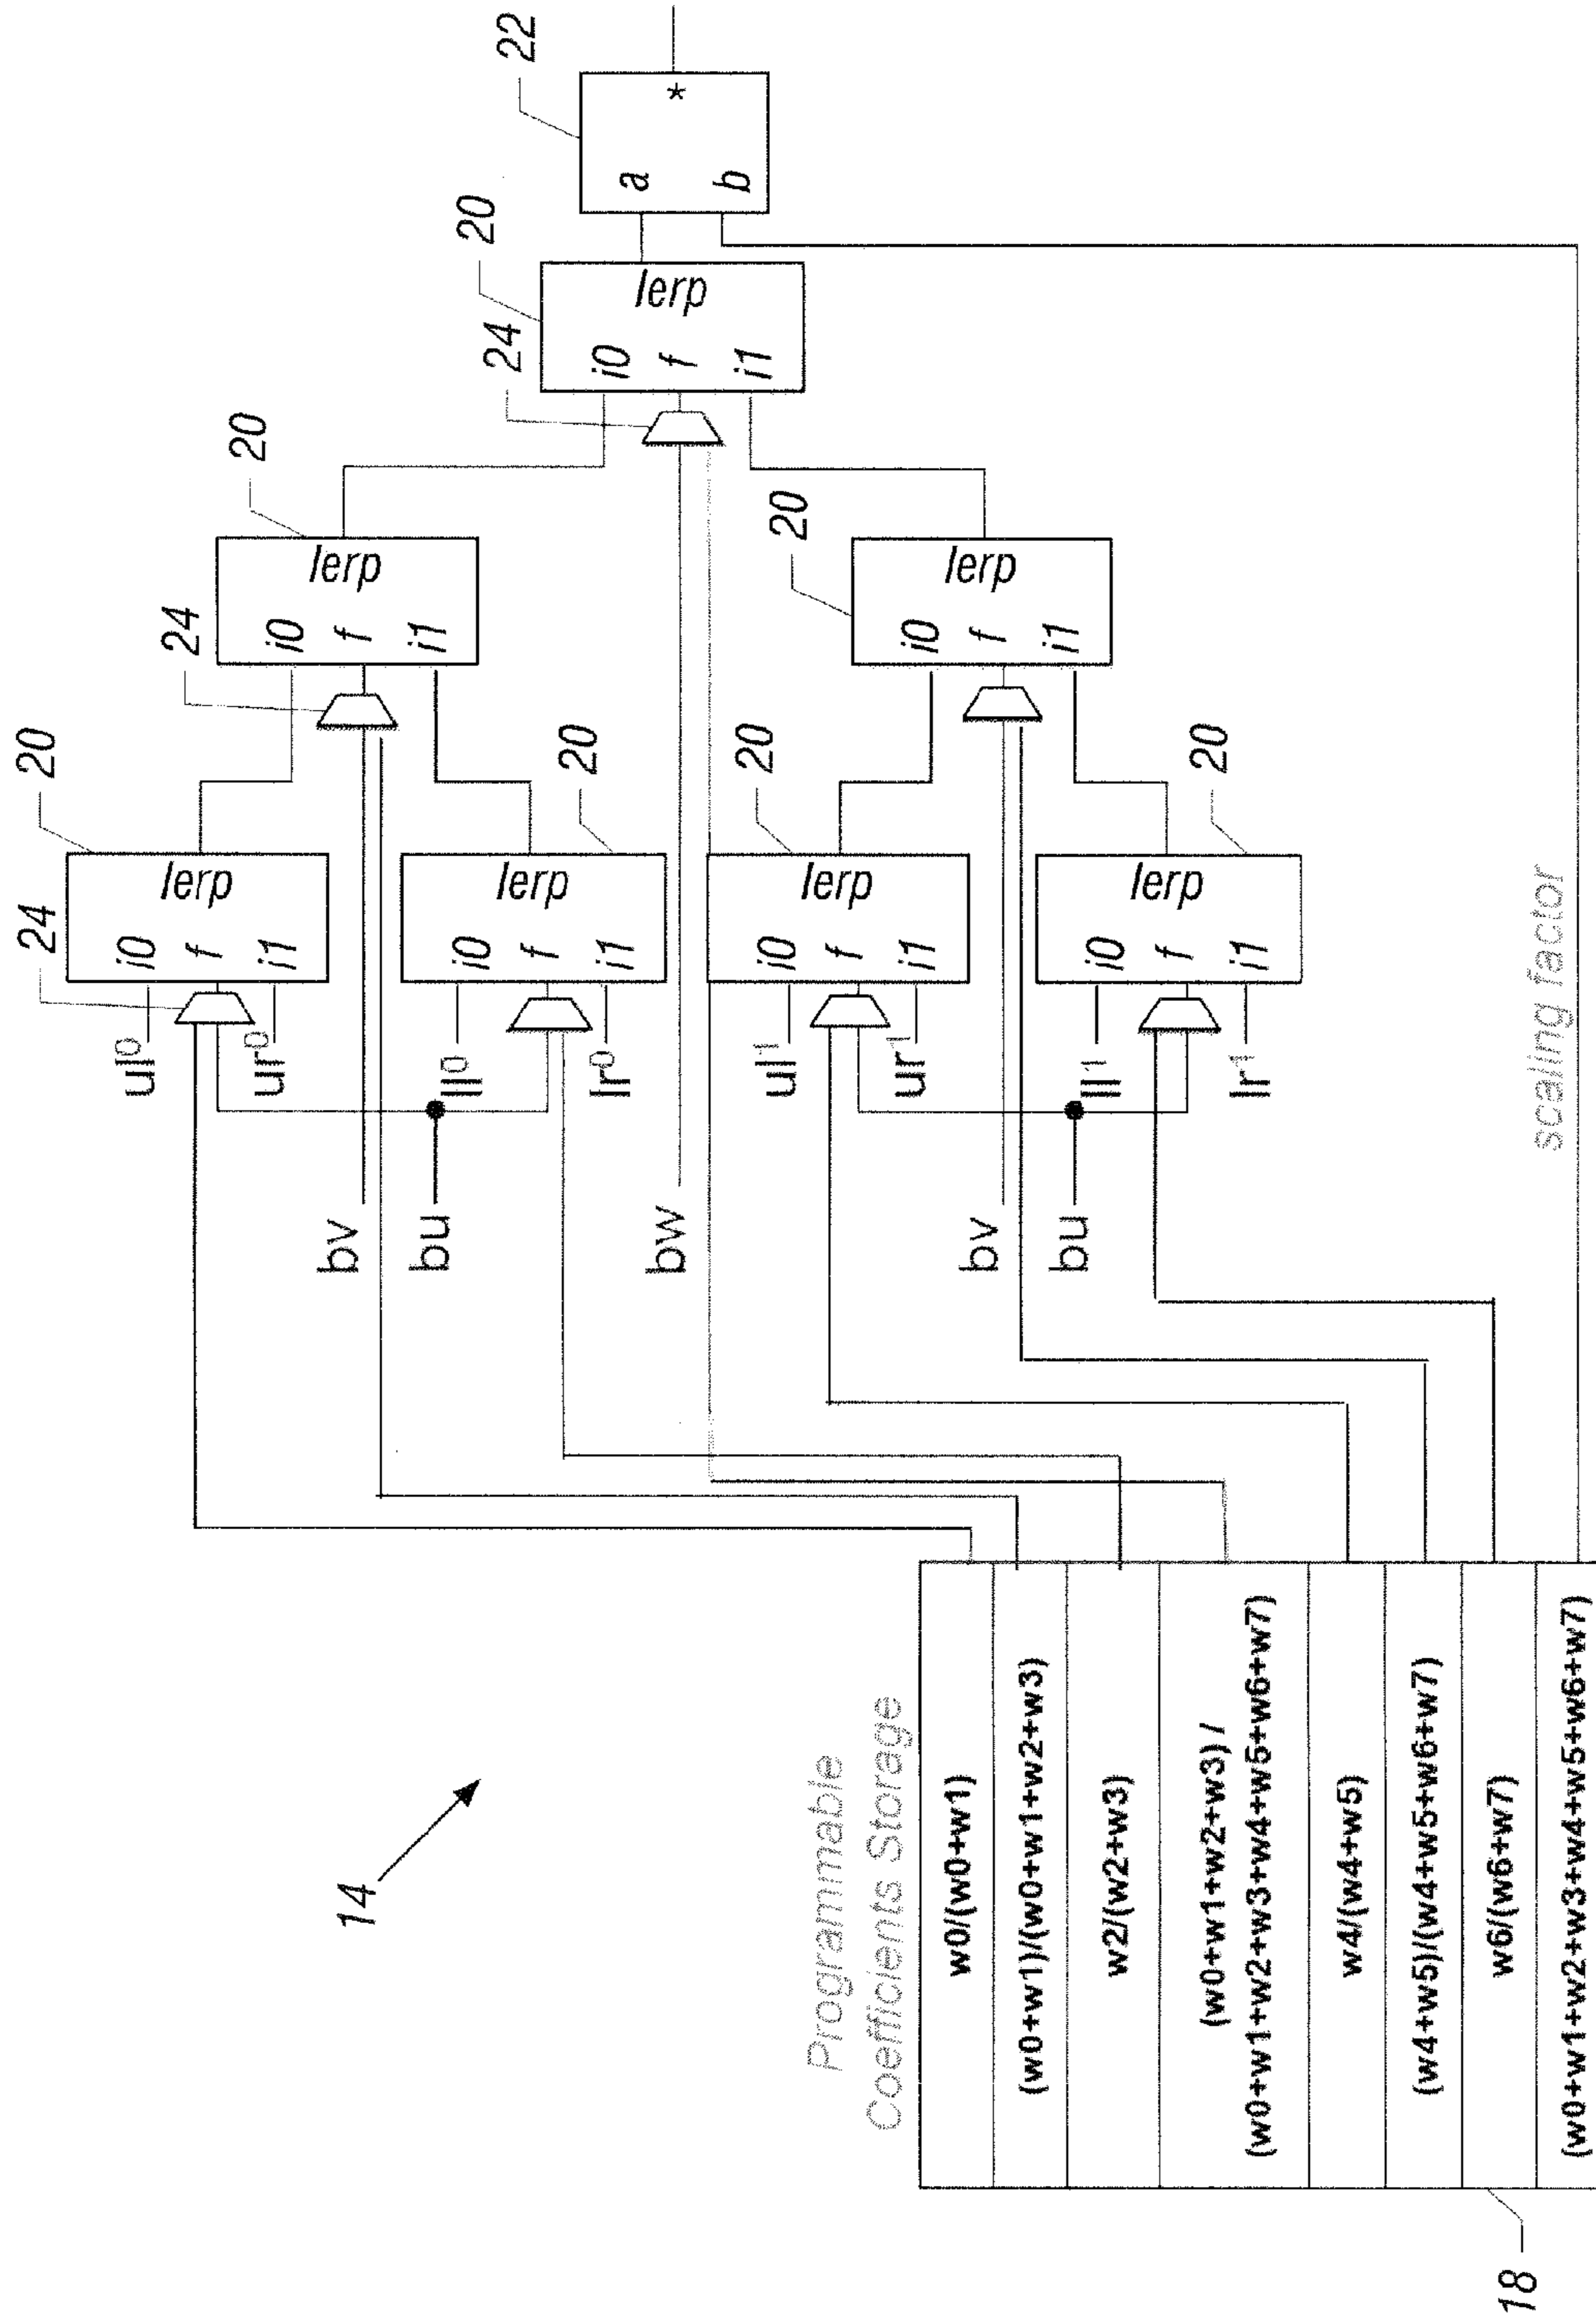 14
Programmable
Coefficients Storage
w0/(w0+w1)
(w0+w1)/(w0+w1+w2+w3)
w2/(w2+w3)
(w0+w1+w2+w3) /
(w0+w1+w2+w3+w4+w5+w6+w7)
w4/(w4+w5)
(w4+w5)/(w4+w5+w6+w7)
w6/(w6+w7)
(w0+w1+w2+w3+w4+w5+w6+w7)
18
bv
bu
bw
bv
bu
scaling factor
ul⁰
ur⁰
ll⁰
lr⁰
ul¹
ur¹
ll¹
lr¹
24
20
i0
f
i1
lerp
20
i0
f
i1
lerp
20
i0
f
i1
lerp
20
i0
f
i1
lerp
24
20
i0
f
i1
lerp
20
i0
f
i1
lerp
24
20
i0
f
i1
lerp
22
a
b
*